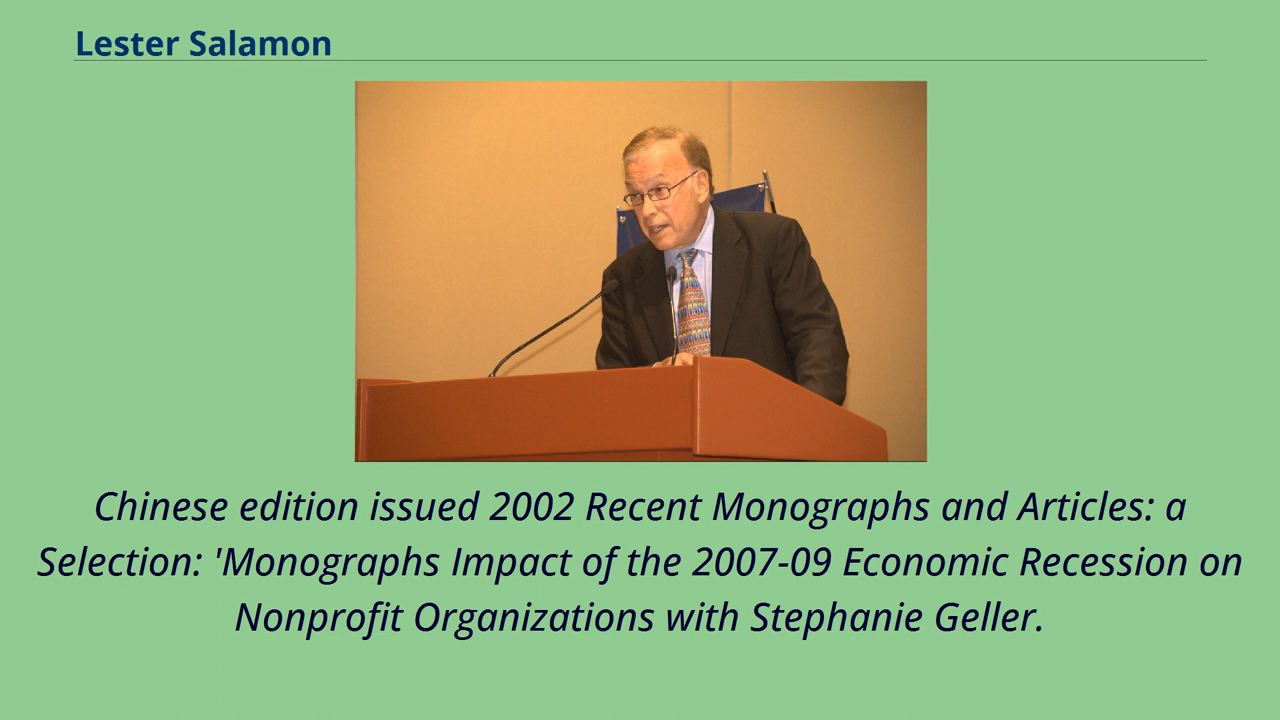 Lester Salamon
Chinese edition issued 2002 Recent Monographs and Articles: a
Selection: 'Monographs Impact of the 2007-09 Economic Recession on
Nonprofit Organizations with Stephanie Geller.